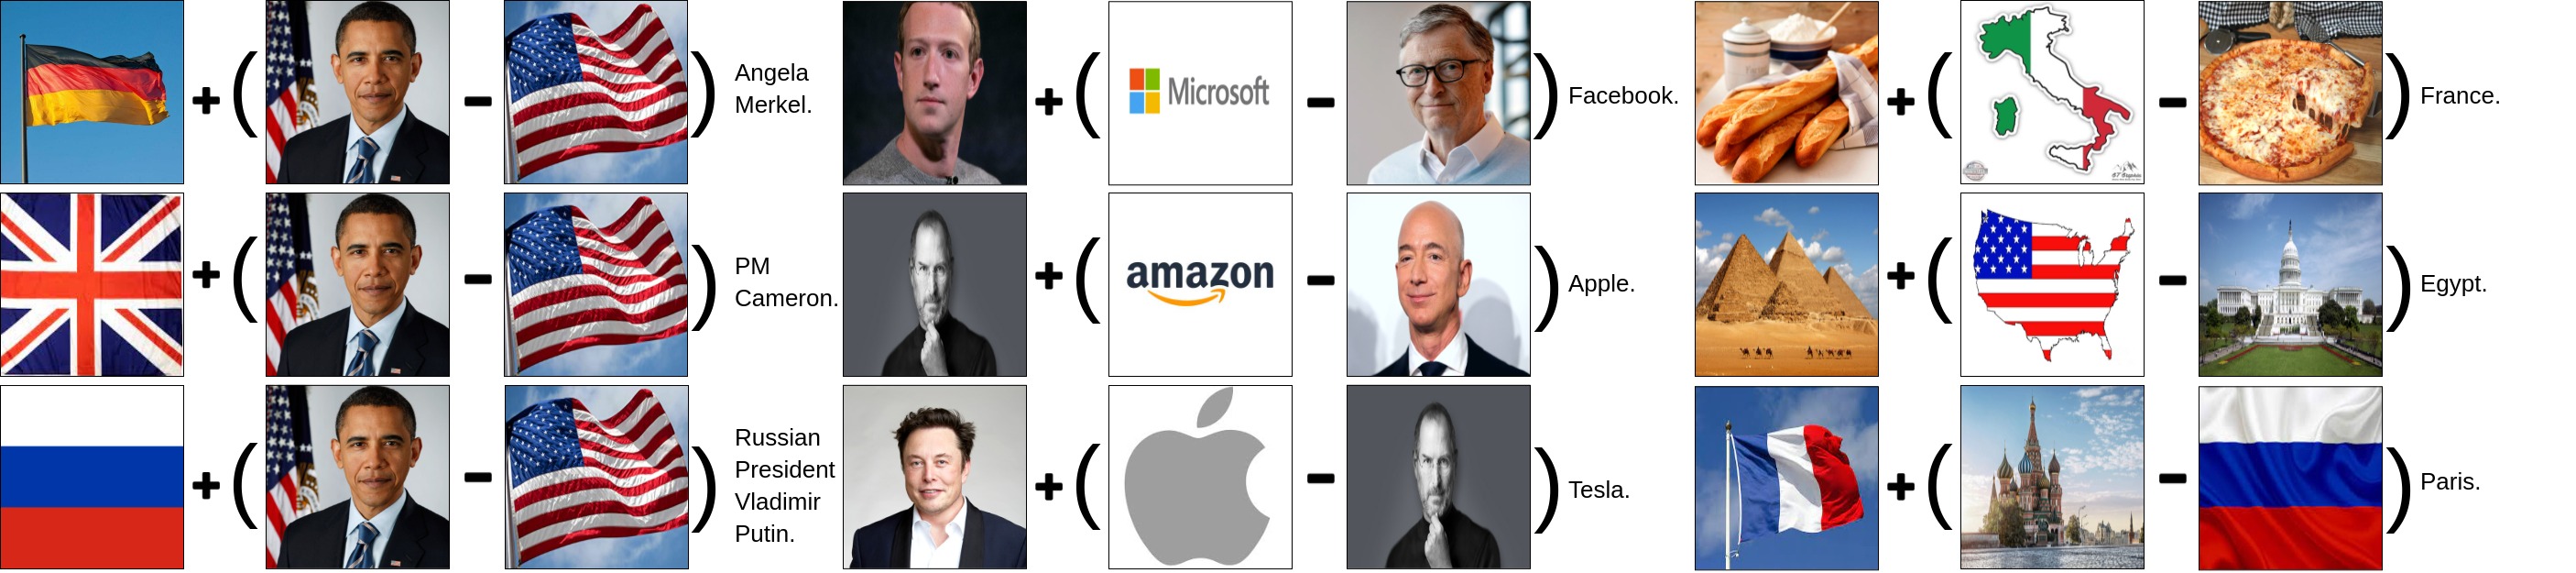 Angela
Merkel.
Microsoft
Facebook.
France.
PM
Cameron.
amazon
Apple.
Egypt.
Russian
President
Vladimir
Putin.
Tesla.
Paris.